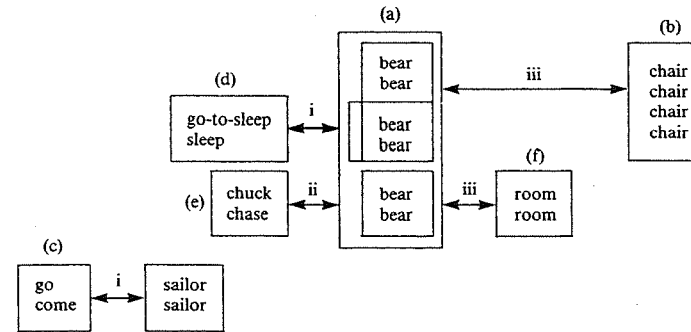 (a)
(b)
bear
bear
iii
chair
chair
chair
chair
(d)
go-to-sleep
sleep
i
bear
bear
(f)
(e)
chuck
chase
ii
bear
bear
iii
room
room
(c)
go
come
i
sailor
sailor